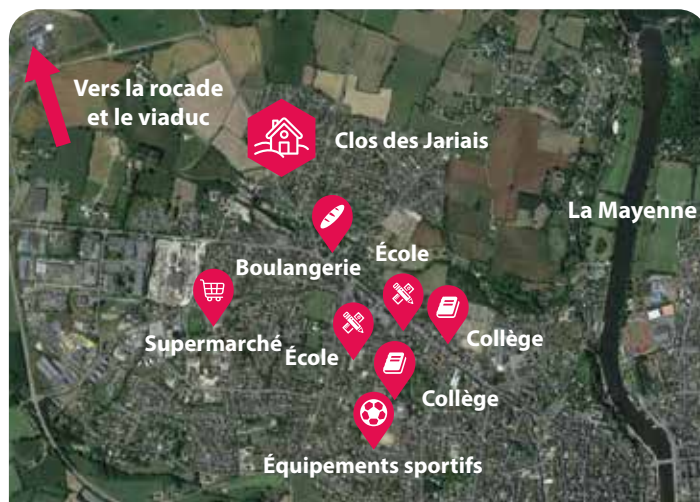 Vers la rocade
et le viaduc
Clos des Jariais
La Mayenne
École
Boulangerie
Supermarché
École
Collège
Collège
Équipements sportifs